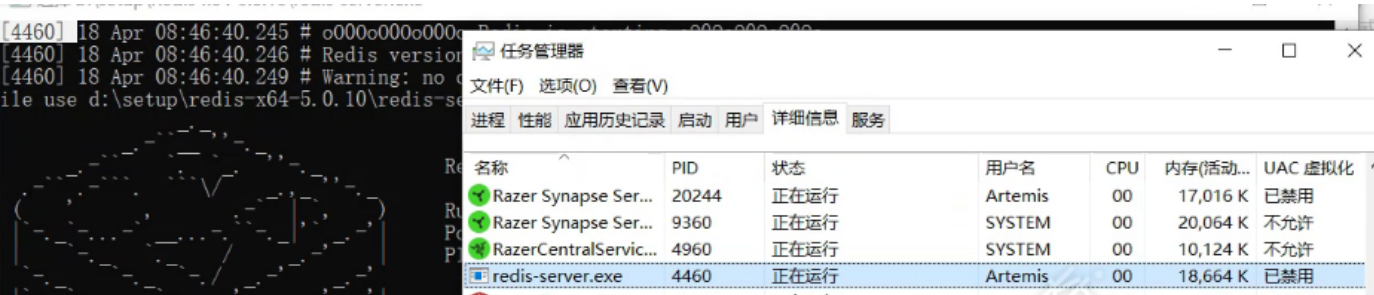 [4460] 18 Apr 08:46:40.245 # o000o000o000o Redis is starting o000o000o000o
[4460] 18 Apr 08:46:40.246 # Redis version
[4460] 18 Apr 08:46:40.249 # Warning: no c
ile use d:\setup\redis-x64-5.0.10\redis-se
Re
Ru
Po
PI
任务管理器
文件(F) 选项(O) 查看(V)
进程 性能 应用历史记录 启动 用户 详细信息 服务
名称 PID 状态 用户名 CPU 内存(活动... UAC 虚拟化
Razer Synapse Ser... 20244 正在运行 Artemis 00 17,016 K 已禁用
Razer Synapse Ser... 9360 正在运行 SYSTEM 00 20,064 K 不允许
RazerCentralServic... 4960 正在运行 SYSTEM 00 10,124 K 不允许
redis-server.exe 4460 正在运行 Artemis 00 18,664 K 已禁用